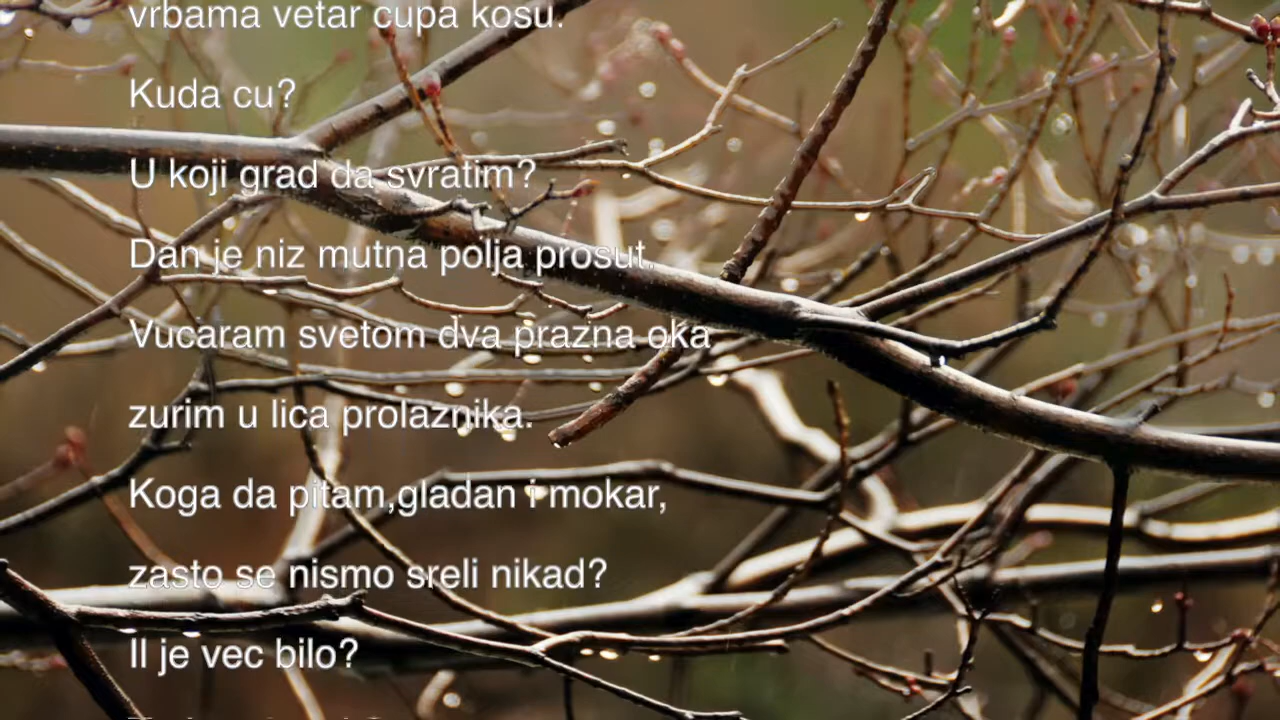 vrbama vetar cupa kosu.
Kuda cu?
U koji grad da svratim?
Dan je niz mutna polja prosut.
Vucaram svetom dva prazna oka
zurim u lica prolaznika.
Koga da pitam,gladan i mokar,
zasto se nismo sreli nikad?
Il je vec bilo?